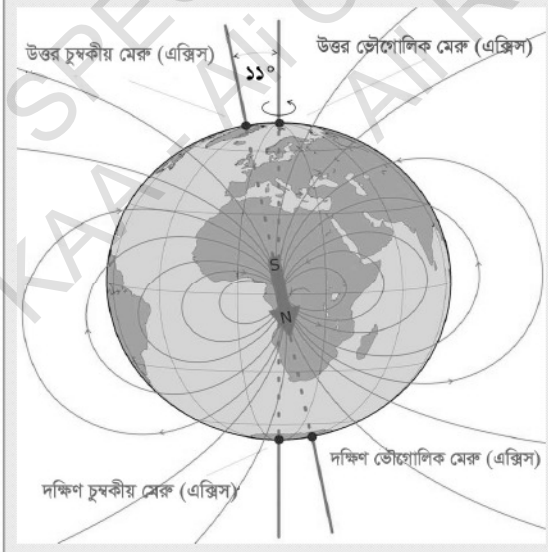 উত্তর চুম্বকীয় মেরু (এক্সিস)
উত্তর ভৌগোলিক মেরু (এক্সিস)
১১°
S
N
দক্ষিণ ভৌগোলিক মেরু (এক্সিস)
দক্ষিণ চুম্বকীয় মেরু (এক্সিস)